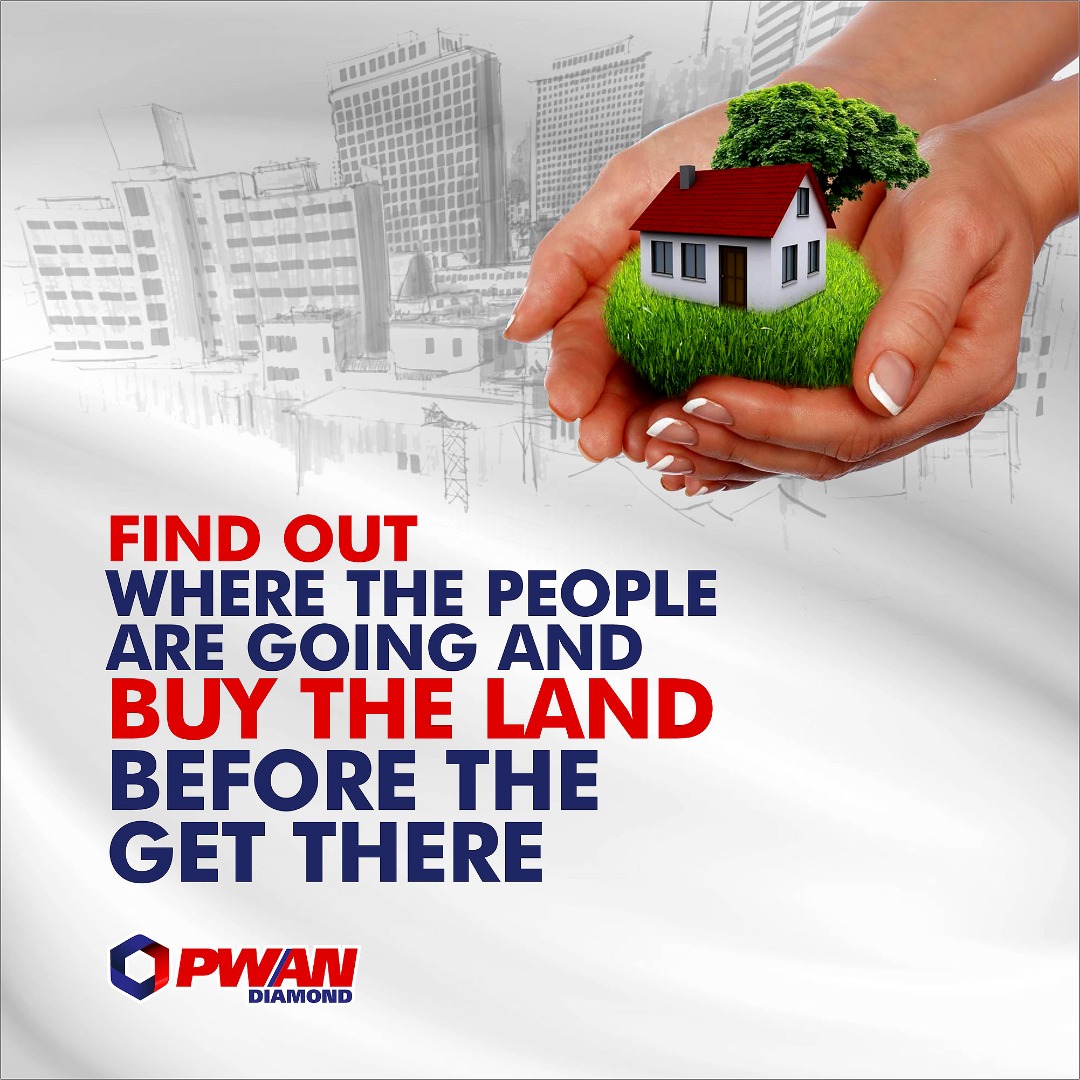 FIND OUT
WHERE THE PEOPLE
ARE GOING AND
BUY THE LAND
BEFORE THE
GET THERE
PWAN
DIAMOND